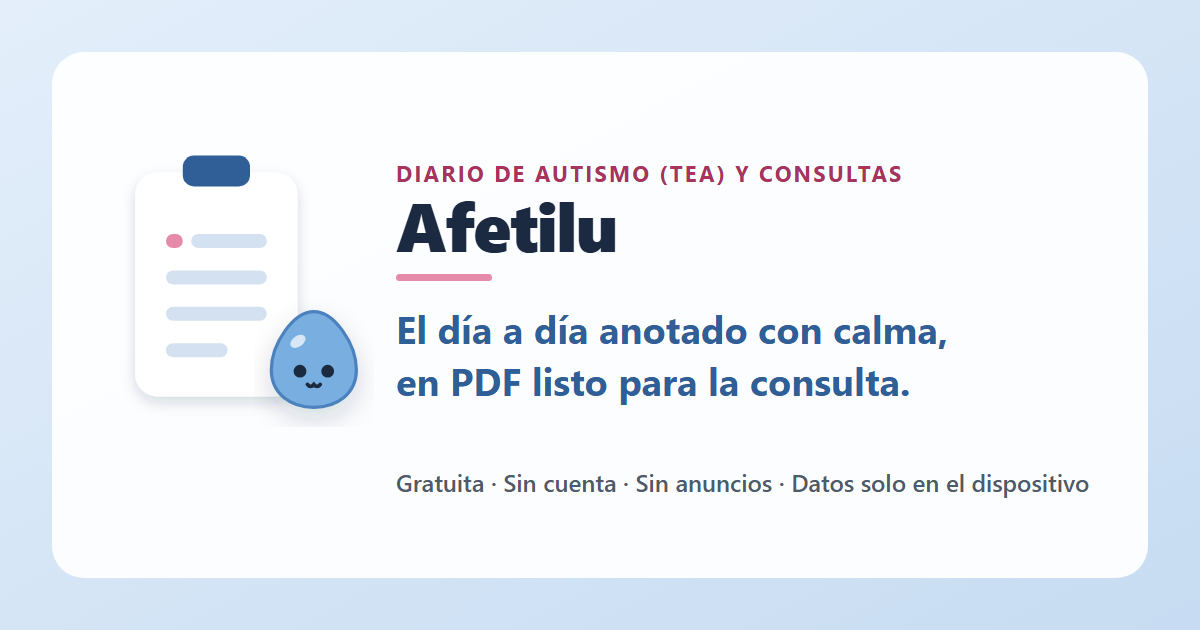 DIARIO DE AUTISMO (TEA) Y CONSULTAS
Afetilu
El día a día anotado con calma,
en PDF listo para la consulta.
Gratuita · Sin cuenta · Sin anuncios · Datos solo en el dispositivo